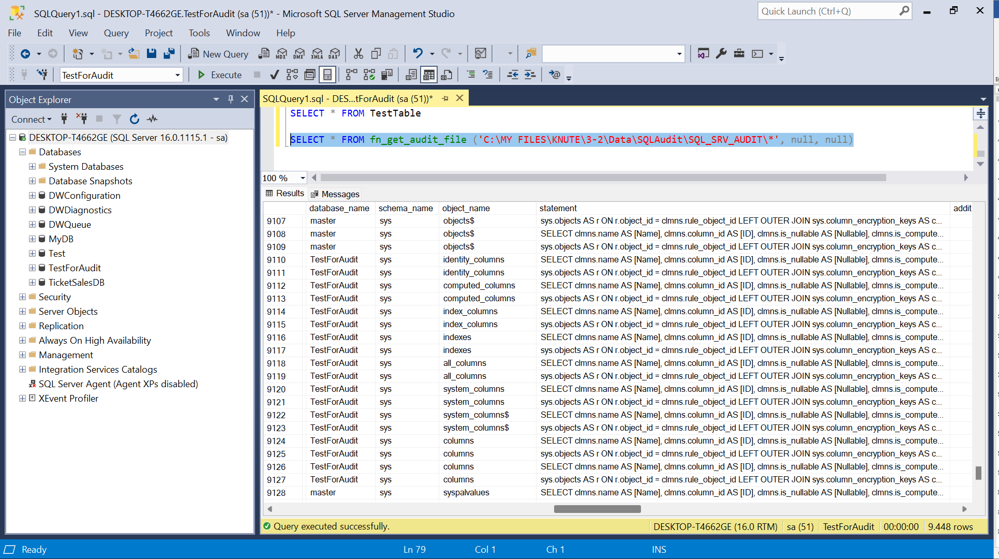 SQLQuery1.sql - DESKTOP-T4662GE.TestForAudit (sa (51))* - Microsoft SQL Server Management Studio
Quick Launch (Ctrl+Q)
File Edit View Query Project Tools Window Help
New Query MDX DMX XMLA DAX
TestForAudit Execute
Object Explorer
Connect
DESKTOP-T4662GE (SQL Server 16.0.1115.1 - sa)
Databases
System Databases
Database Snapshots
DWConfiguration
DWDiagnostics
DWQueue
MyDB
Test
TestForAudit
TicketSalesDB
Security
Server Objects
Replication
Always On High Availability
Management
Integration Services Catalogs
SQL Server Agent (Agent XPs disabled)
XEvent Profiler
SQLQuery1.sql - DES...tForAudit (sa (51))*
SELECT * FROM TestTable
SELECT * FROM fn_get_audit_file ('C:\MY FILES\KNUTE\3-2\Data\SQLAudit\SQL_SRV_AUDIT\*', null, null)
100 %
Results Messages
database_name schema_name object_name statement addit
9107 master sys objects$ sys.objects AS r ON r.object_id = clmns.rule_object_id LEFT OUTER JOIN sys.column_encryption_keys AS c...
9108 master sys objects$ SELECT clmns.name AS [Name], clmns.column_id AS [ID], clmns.is_nullable AS [Nullable], clmns.is_compute...
9109 master sys objects$ sys.objects AS r ON r.object_id = clmns.rule_object_id LEFT OUTER JOIN sys.column_encryption_keys AS c...
9110 TestForAudit sys identity_columns SELECT clmns.name AS [Name], clmns.column_id AS [ID], clmns.is_nullable AS [Nullable], clmns.is_compute...
9111 TestForAudit sys identity_columns sys.objects AS r ON r.object_id = clmns.rule_object_id LEFT OUTER JOIN sys.column_encryption_keys AS c...
9112 TestForAudit sys computed_columns SELECT clmns.name AS [Name], clmns.column_id AS [ID], clmns.is_nullable AS [Nullable], clmns.is_compute...
9113 TestForAudit sys computed_columns sys.objects AS r ON r.object_id = clmns.rule_object_id LEFT OUTER JOIN sys.column_encryption_keys AS c...
9114 TestForAudit sys index_columns SELECT clmns.name AS [Name], clmns.column_id AS [ID], clmns.is_nullable AS [Nullable], clmns.is_compute...
9115 TestForAudit sys index_columns sys.objects AS r ON r.object_id = clmns.rule_object_id LEFT OUTER JOIN sys.column_encryption_keys AS c...
9116 TestForAudit sys indexes SELECT clmns.name AS [Name], clmns.column_id AS [ID], clmns.is_nullable AS [Nullable], clmns.is_compute...
9117 TestForAudit sys indexes sys.objects AS r ON r.object_id = clmns.rule_object_id LEFT OUTER JOIN sys.column_encryption_keys AS c...
9118 TestForAudit sys all_columns SELECT clmns.name AS [Name], clmns.column_id AS [ID], clmns.is_nullable AS [Nullable], clmns.is_compute...
9119 TestForAudit sys all_columns sys.objects AS r ON r.object_id = clmns.rule_object_id LEFT OUTER JOIN sys.column_encryption_keys AS c...
9120 TestForAudit sys system_columns SELECT clmns.name AS [Name], clmns.column_id AS [ID], clmns.is_nullable AS [Nullable], clmns.is_compute...
9121 TestForAudit sys system_columns sys.objects AS r ON r.object_id = clmns.rule_object_id LEFT OUTER JOIN sys.column_encryption_keys AS c...
9122 TestForAudit sys system_columns$ SELECT clmns.name AS [Name], clmns.column_id AS [ID], clmns.is_nullable AS [Nullable], clmns.is_compute...
9123 TestForAudit sys system_columns$ sys.objects AS r ON r.object_id = clmns.rule_object_id LEFT OUTER JOIN sys.column_encryption_keys AS c...
9124 TestForAudit sys columns SELECT clmns.name AS [Name], clmns.column_id AS [ID], clmns.is_nullable AS [Nullable], clmns.is_compute...
9125 TestForAudit sys columns sys.objects AS r ON r.object_id = clmns.rule_object_id LEFT OUTER JOIN sys.column_encryption_keys AS c...
9126 TestForAudit sys columns SELECT clmns.name AS [Name], clmns.column_id AS [ID], clmns.is_nullable AS [Nullable], clmns.is_compute...
9127 TestForAudit sys columns sys.objects AS r ON r.object_id = clmns.rule_object_id LEFT OUTER JOIN sys.column_encryption_keys AS c...
9128 master sys syspalvalues SELECT clmns.name AS [Name], clmns.column_id AS [ID], clmns.is_nullable AS [Nullable], clmns.is_compute...
Query executed successfully. DESKTOP-T4662GE (16.0 RTM) sa (51) TestForAudit 00:00:00 9.448 rows
Ready Ln 79 Col 1 Ch 1 INS